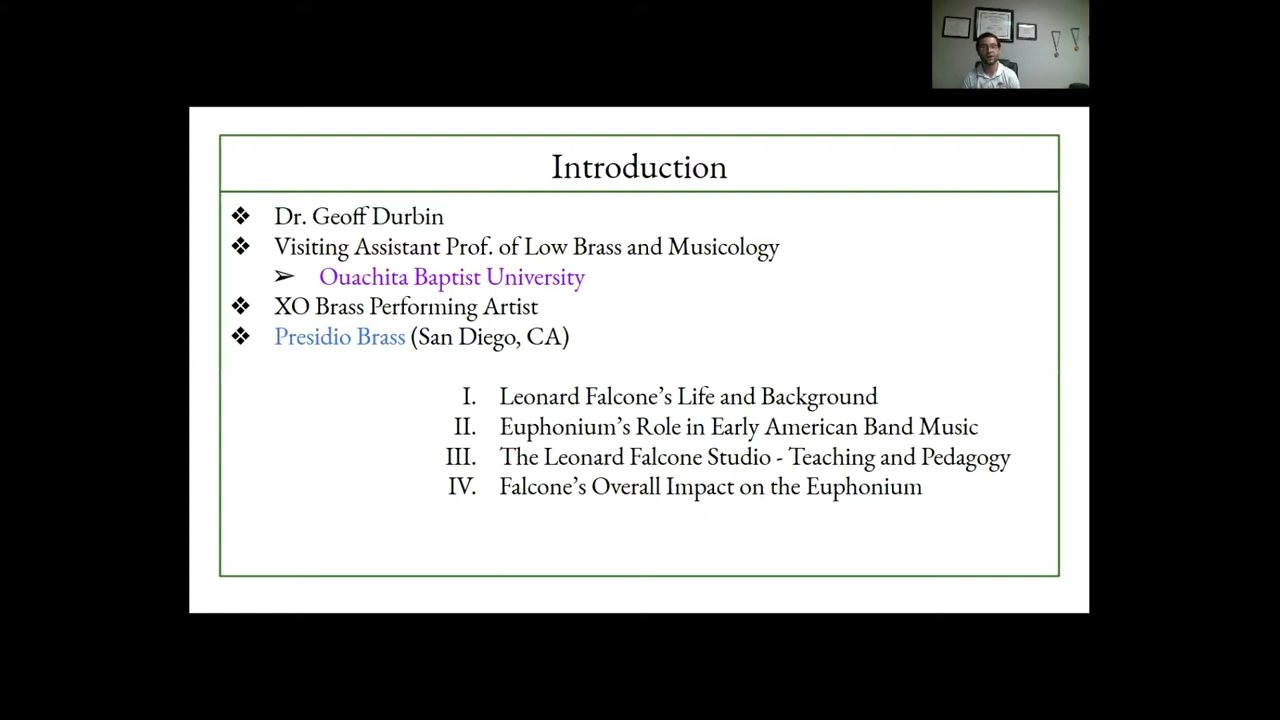 Introduction
❖ Dr. Geoff Durbin
❖ Visiting Assistant Prof. of Low Brass and Musicology
➢ Ouachita Baptist University
❖ XO Brass Performing Artist
❖ Presidio Brass (San Diego, CA)
I. Leonard Falcone’s Life and Background
II. Euphonium’s Role in Early American Band Music
III. The Leonard Falcone Studio - Teaching and Pedagogy
IV. Falcone’s Overall Impact on the Euphonium